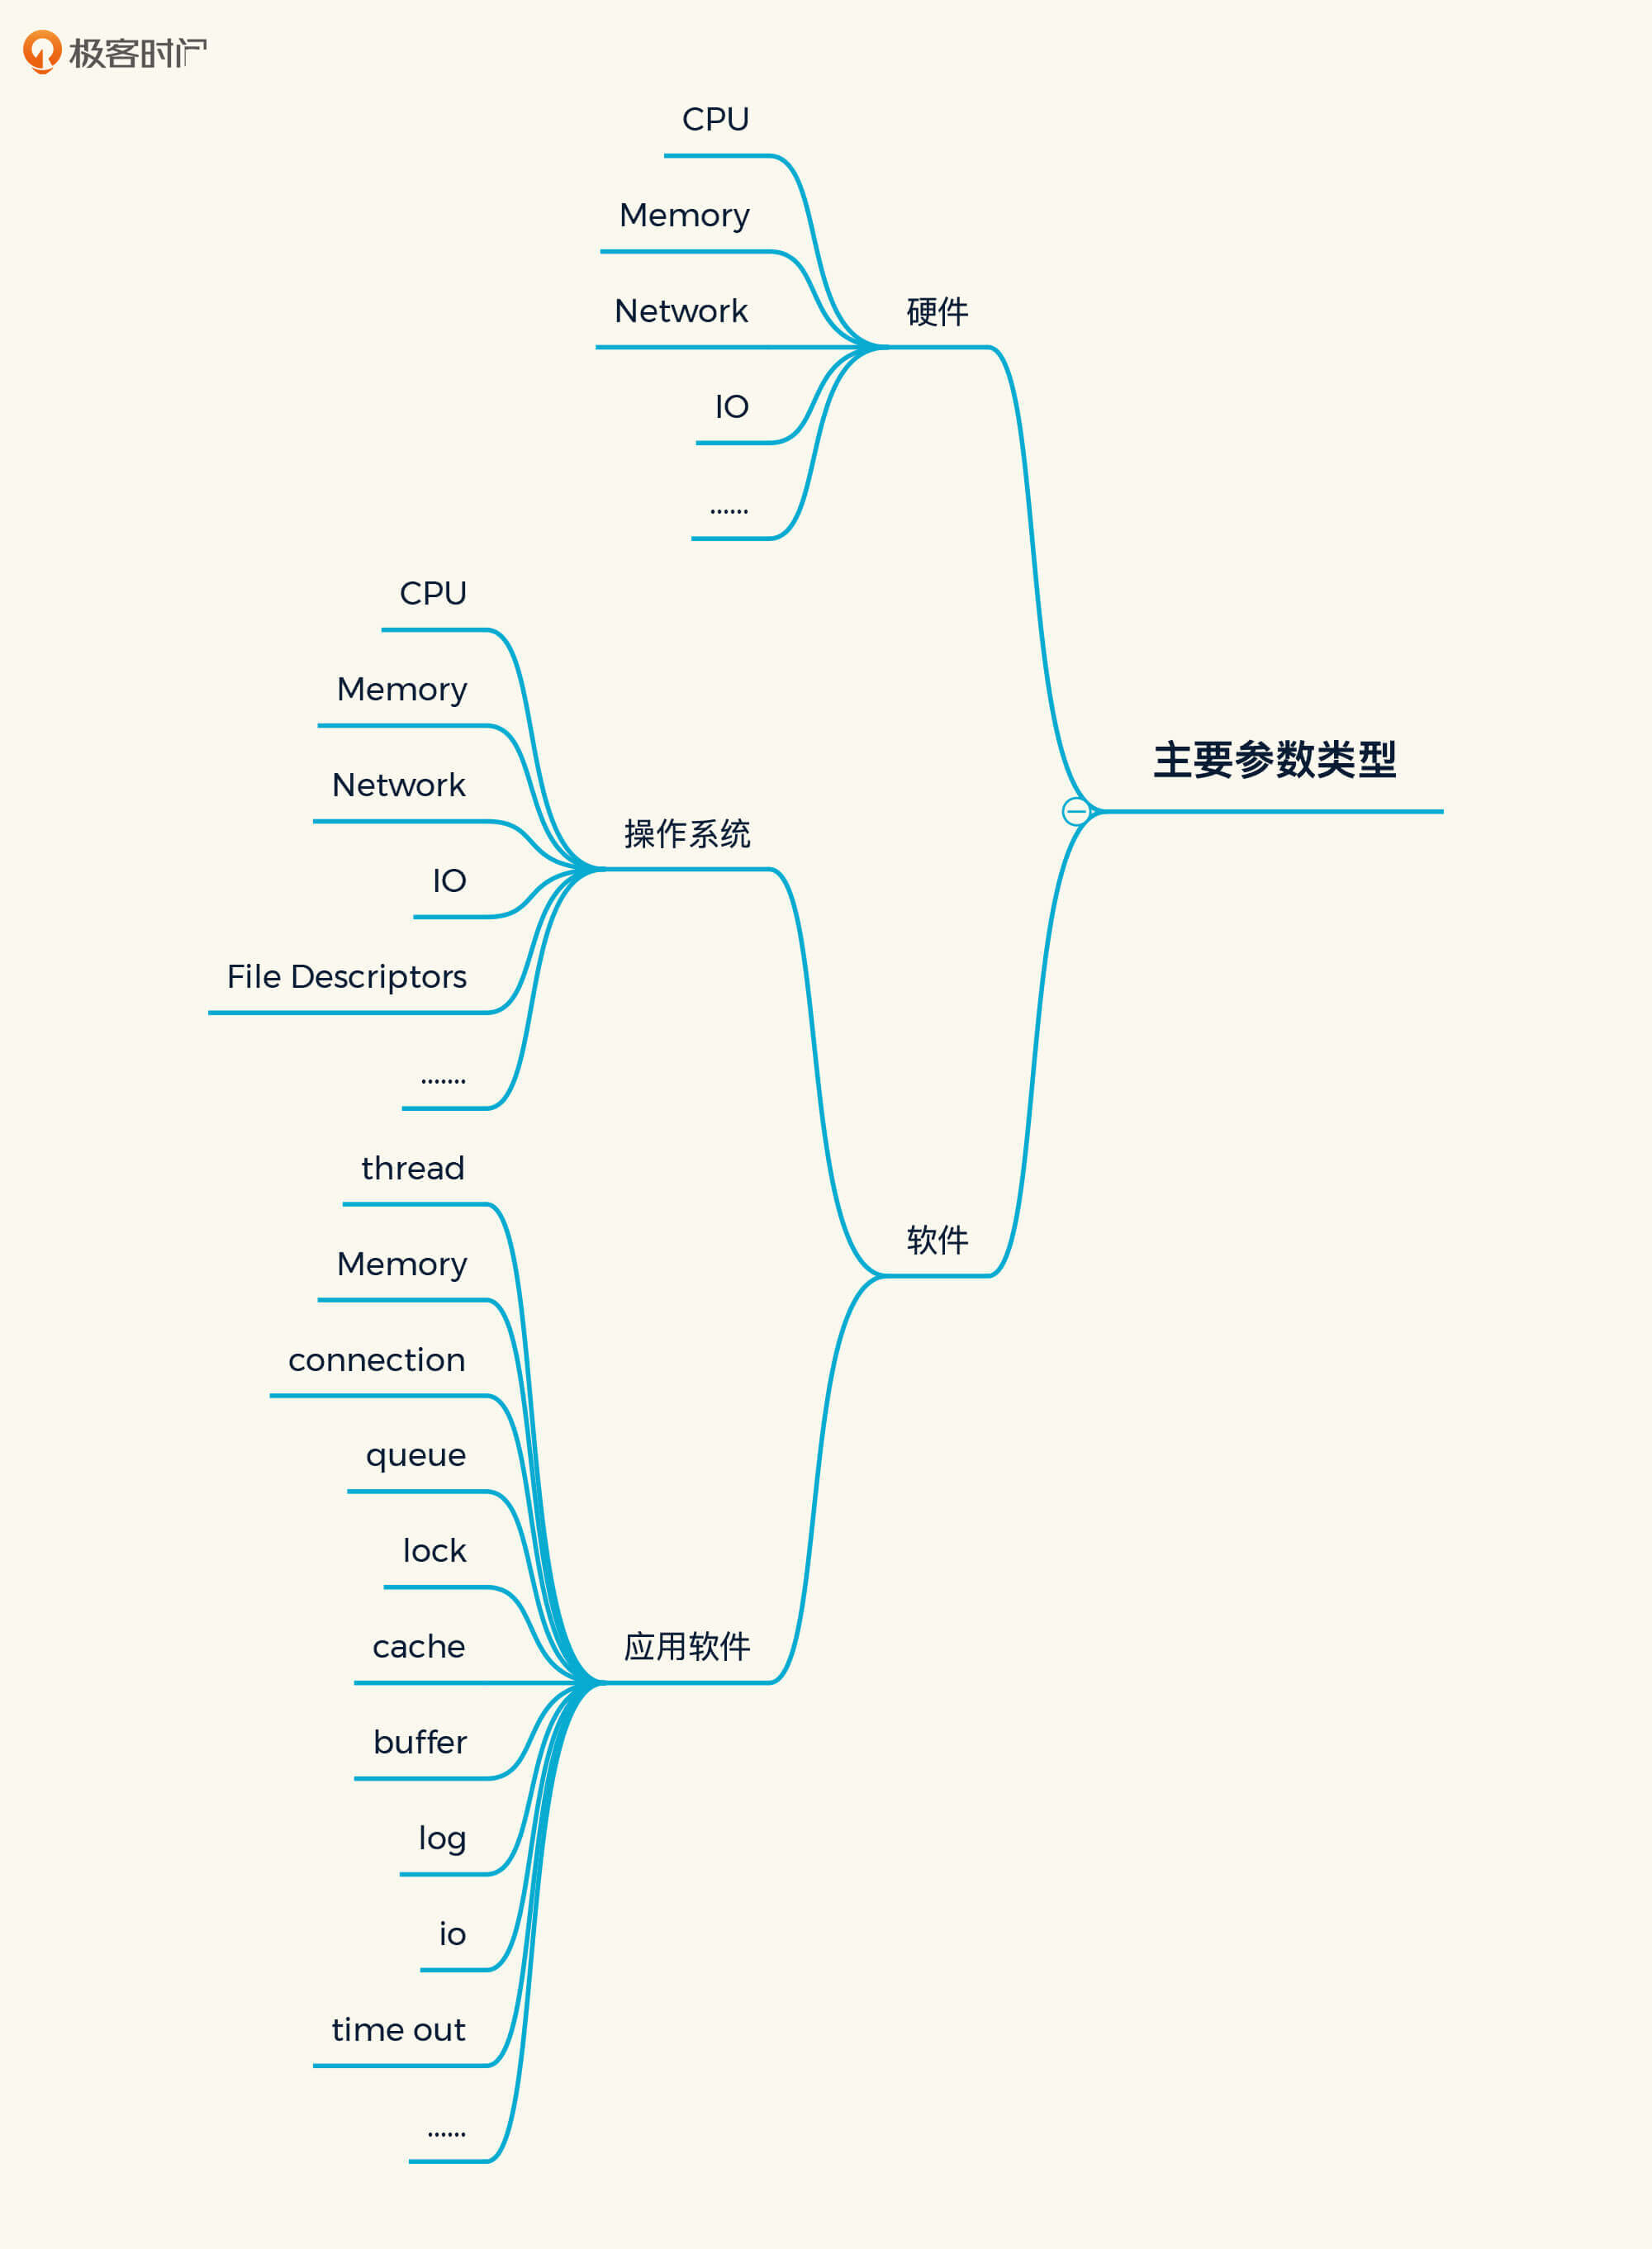 极客时间
CPU
Memory
Network
硬件
IO
......
CPU
Memory
主要参数类型
Network
操作系统
IO
File Descriptors
.......
thread
软件
Memory
connection
queue
lock
cache
应用软件
buffer
log
io
time out
......